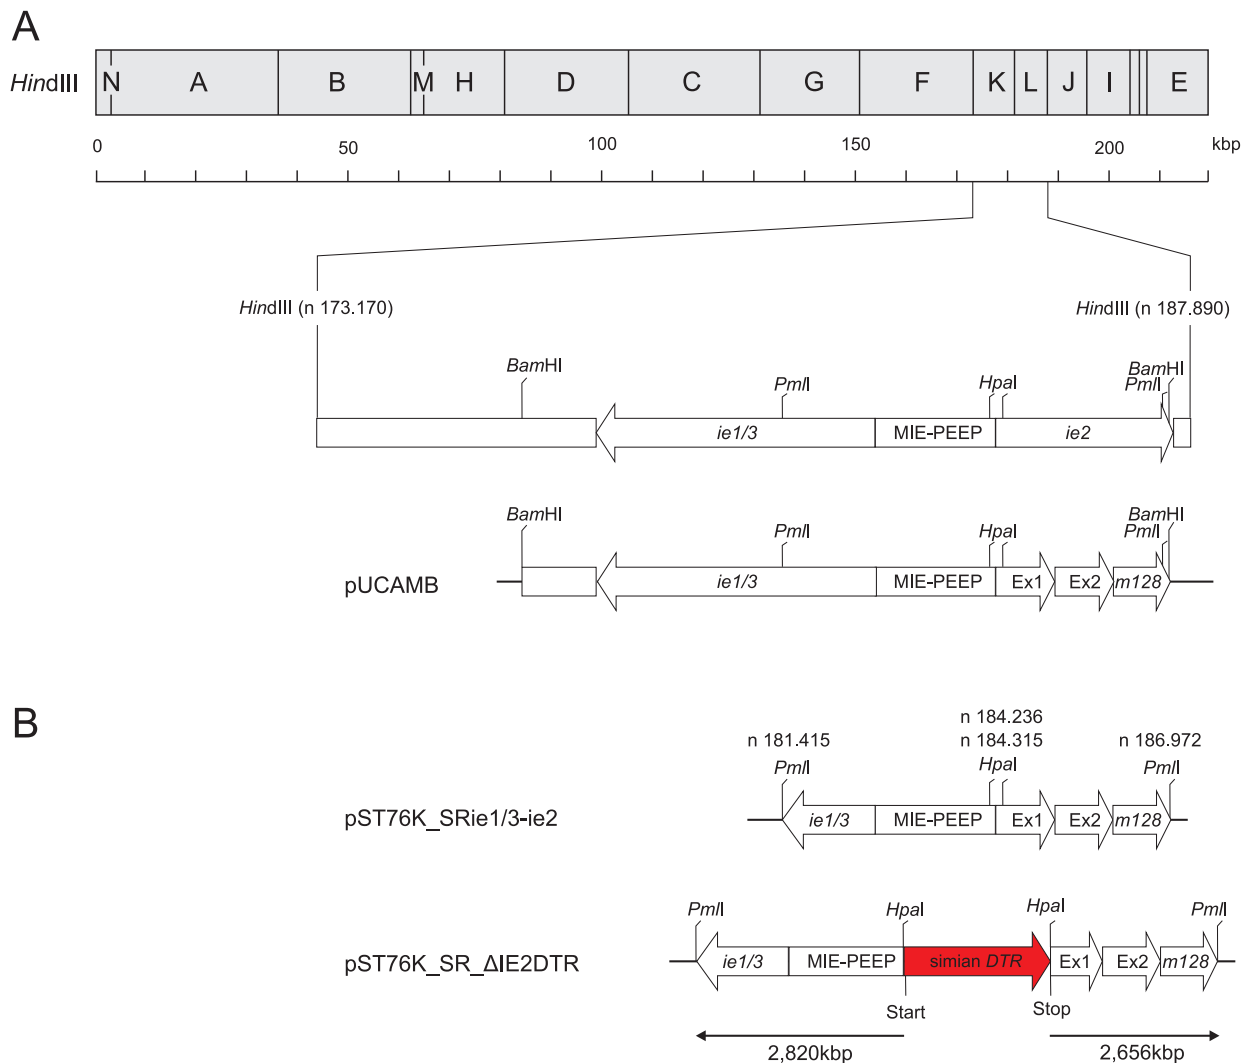 A
HindIII N A B M H D C G F K L J I E
0 50 100 150 200 kbp
HindIII (n 173.170) HindIII (n 187.890)
BamHI PmlI HpaI PmlI BamHI
ie1/3 MIE-PEEP ie2
BamHI PmlI HpaI PmlI BamHI
pUCAMB ie1/3 MIE-PEEP Ex1 Ex2 m128
B
n 184.236
n 181.415 n 184.315 n 186.972
PmlI HpaI PmlI
pST76K_SRie1/3-ie2 ie1/3 MIE-PEEP Ex1 Ex2 m128
PmlI HpaI HpaI PmlI
pST76K_SR_ΔIE2DTR ie1/3 MIE-PEEP simian DTR Ex1 Ex2 m128
Start Stop
2,820kbp 2,656kbp